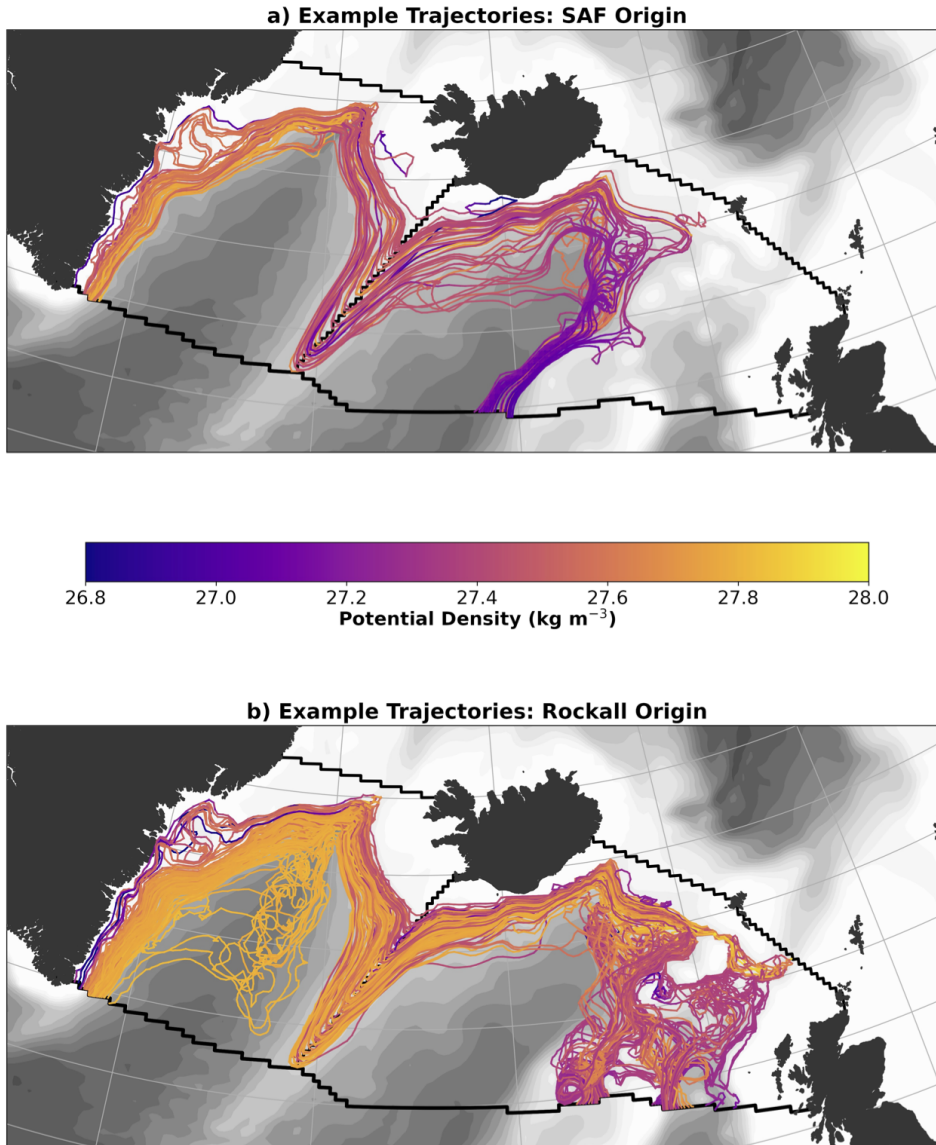 a) Example Trajectories: SAF Origin
26.8 27.0 27.2 27.4 27.6 27.8 28.0
Potential Density (kg m⁻³)
b) Example Trajectories: Rockall Origin